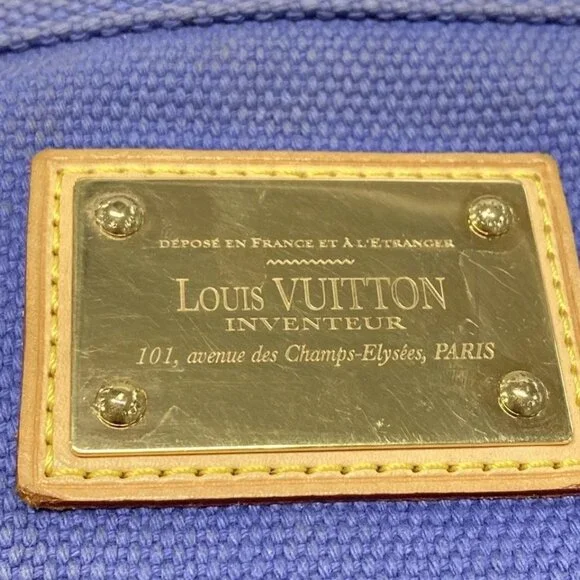 DÉPOSÉ EN FRANCE ET À L'ETRANGER
LOUIS VUITTON
INVENTEUR
101, avenue des Champs-Elysées, PARIS